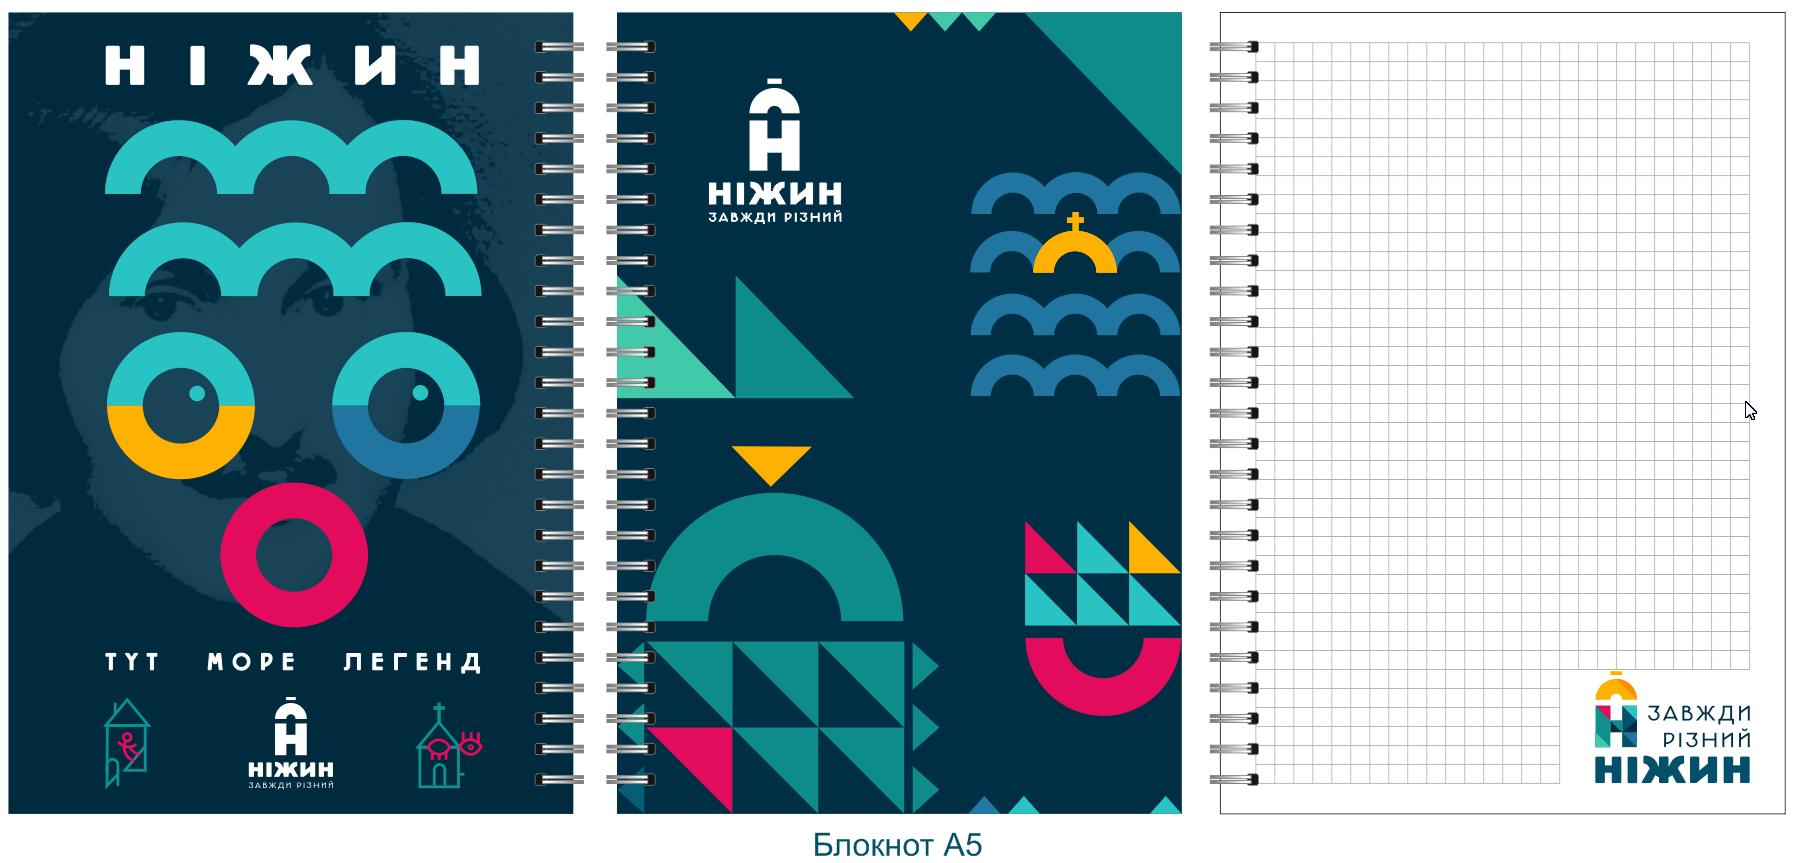 НІЖИН
ТУТ МОРЕ ЛЕГЕНД
НІЖИН
ЗАВЖДИ РІЗНИЙ
НІЖИН
ЗАВЖДИ РІЗНИЙ
ЗАВЖДИ
РІЗНИЙ
НІЖИН
Блокнот А5